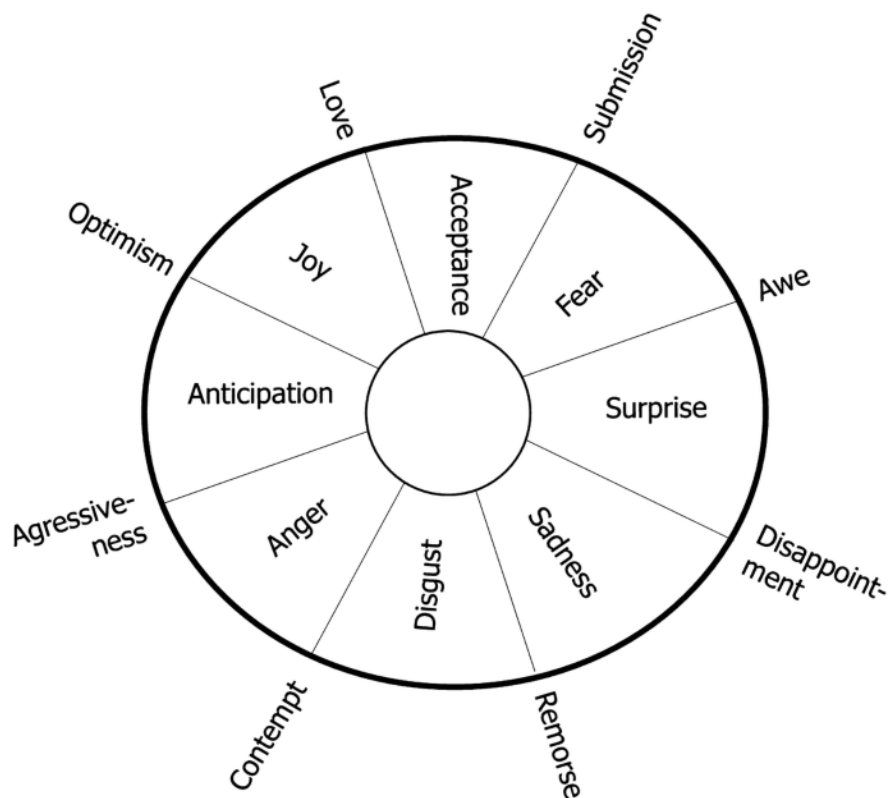 Submission
Love
Acceptance
Optimism
Joy
Fear
Awe
Anticipation
Surprise
Agressive-
ness
Anger
Disgust
Sadness
Disappoint-
ment
Contempt
Remorse